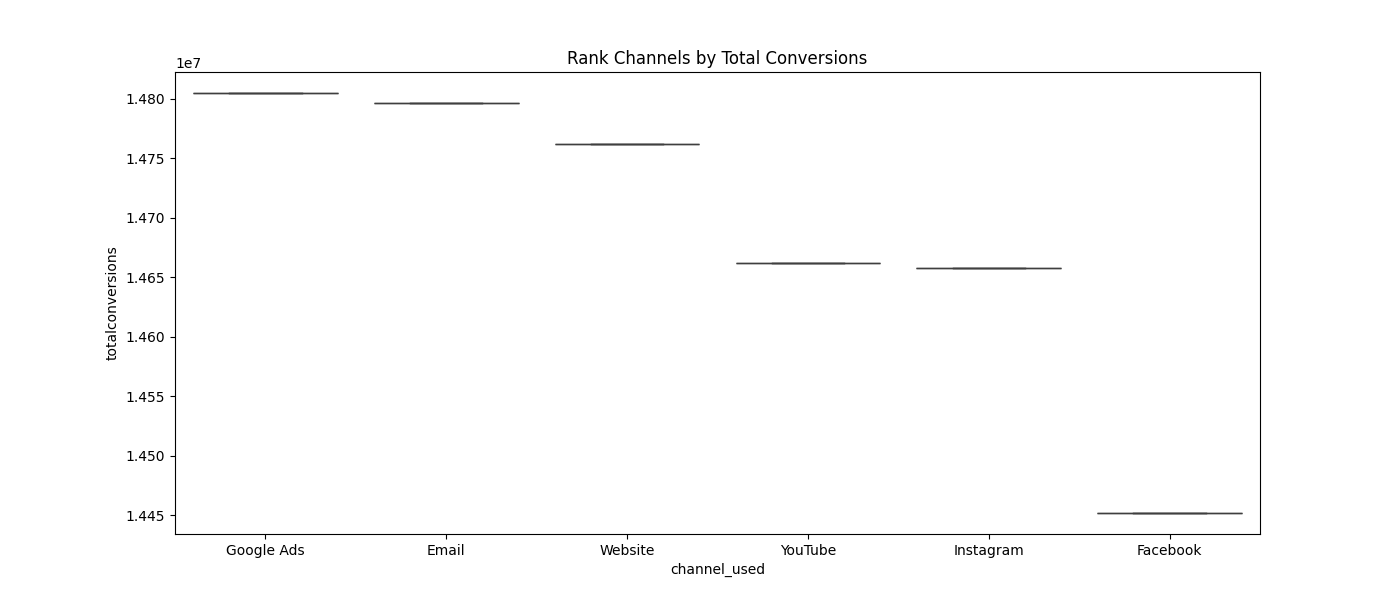 Rank Channels by Total Conversions
1e7
1.480
1.475
1.470
1.465
1.460
1.455
1.450
1.445
totalconversions
Google Ads Email Website YouTube Instagram Facebook
channel_used